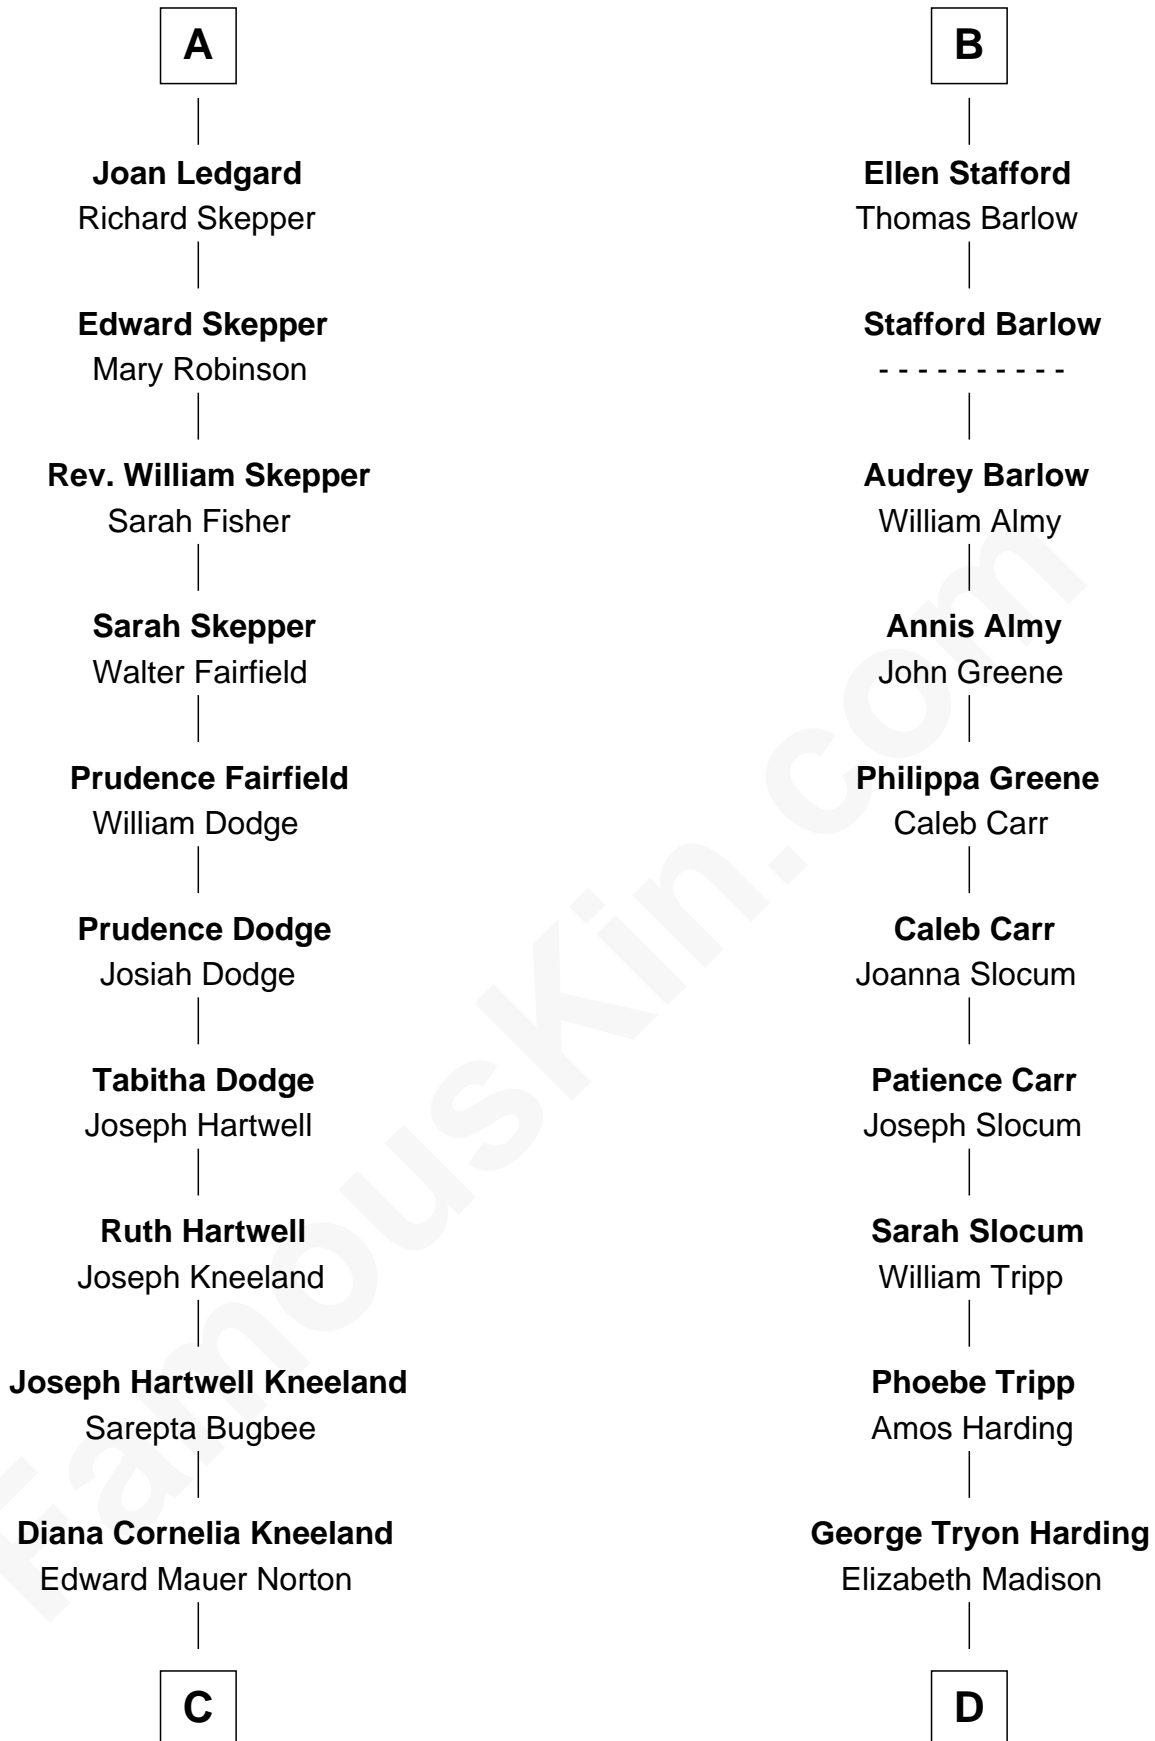 A
Joan Ledgard
Richard Skepper
Edward Skepper
Mary Robinson
Rev. William Skepper
Sarah Fisher
Sarah Skepper
Walter Fairfield
Prudence Fairfield
William Dodge
Prudence Dodge
Josiah Dodge
Tabitha Dodge
Joseph Hartwell
Ruth Hartwell
Joseph Kneeland
Joseph Hartwell Kneeland
Sarepta Bugbee
Diana Cornelia Kneeland
Edward Mauer Norton
C
B
Ellen Stafford
Thomas Barlow
Stafford Barlow
- - - - - - - - - -
Audrey Barlow
William Almy
Annis Almy
John Greene
Philippa Greene
Caleb Carr
Caleb Carr
Joanna Slocum
Patience Carr
Joseph Slocum
Sarah Slocum
William Tripp
Phoebe Tripp
Amos Harding
George Tryon Harding
Elizabeth Madison
D
FamousKin.com